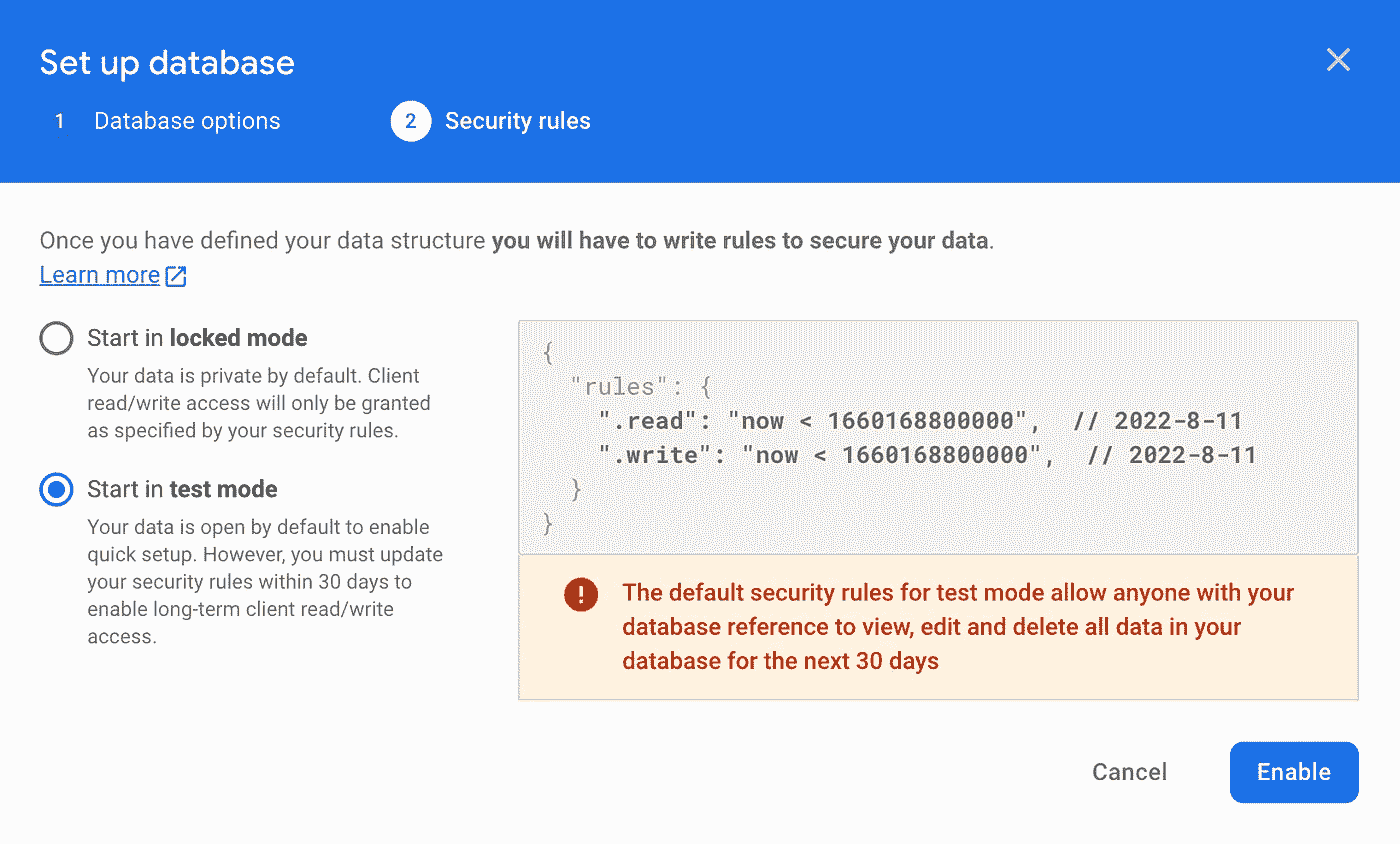 Set up database
1 Database options
2 Security rules
Once you have defined your data structure you will have to write rules to secure your data.
Learn more
Start in locked mode
Your data is private by default. Client
read/write access will only be granted
as specified by your security rules.
Start in test mode
Your data is open by default to enable
quick setup. However, you must update
your security rules within 30 days to
enable long-term client read/write
access.
{
  "rules": {
    ".read": "now < 1660168800000",  // 2022-8-11
    ".write": "now < 1660168800000",  // 2022-8-11
  }
}
The default security rules for test mode allow anyone with your
database reference to view, edit and delete all data in your
database for the next 30 days
Cancel
Enable